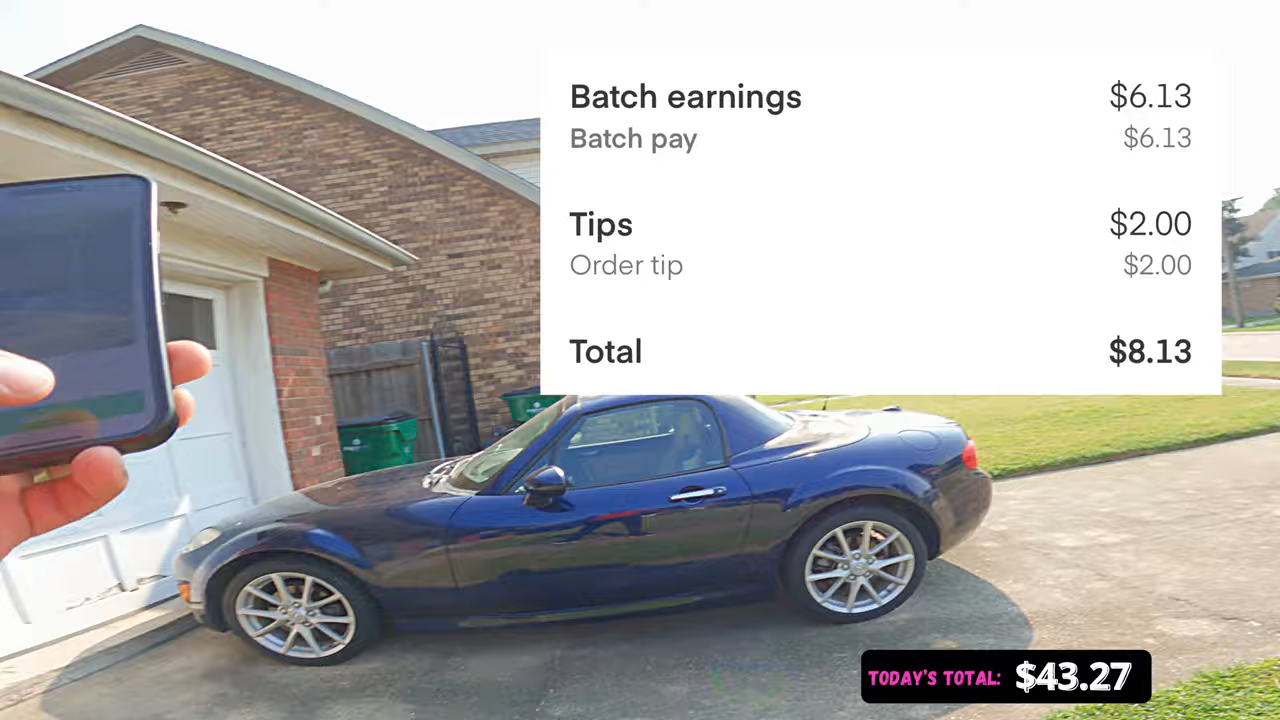 Batch earnings $6.13
Batch pay $6.13
Tips $2.00
Order tip $2.00
Total $8.13
TODAY'S TOTAL: $43.27